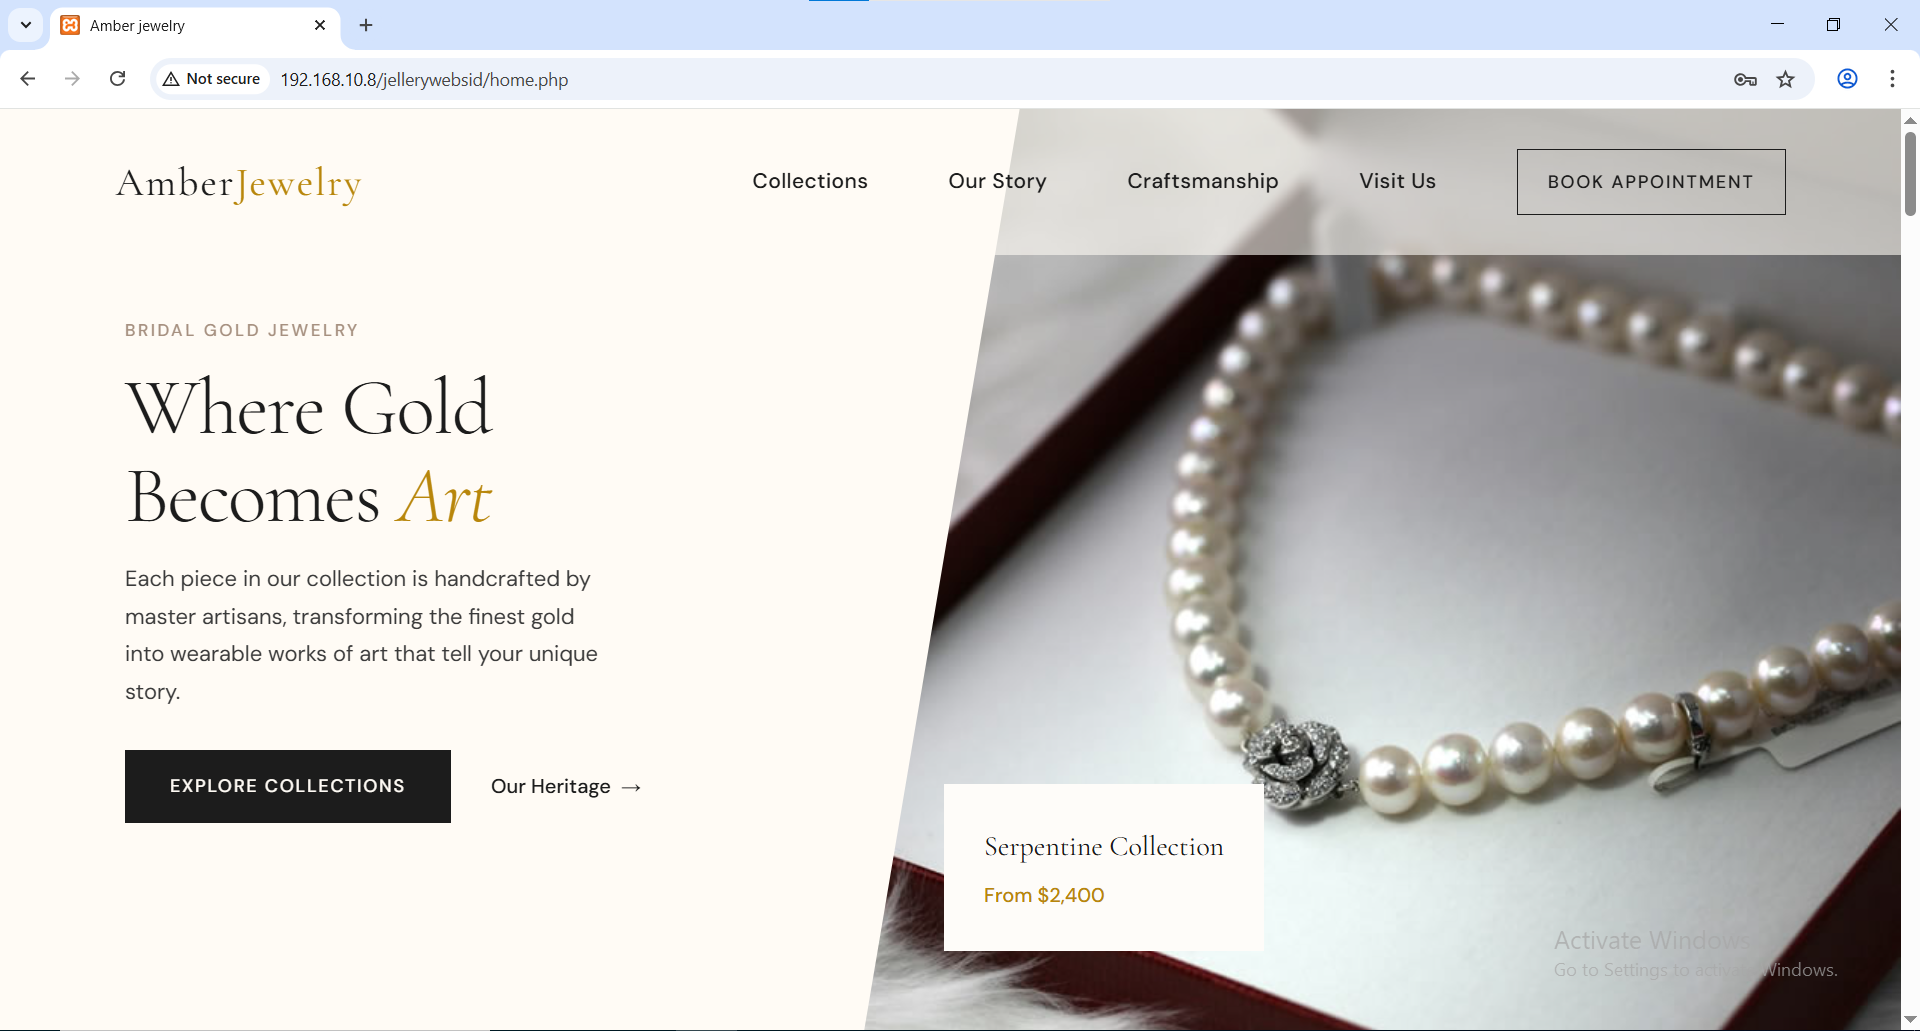 Amber jewelry
Not secure
192.168.10.8/jellerywebsid/home.php
AmberJewelry
Collections
Our Story
Craftsmanship
Visit Us
BOOK APPOINTMENT
BRIDAL GOLD JEWELRY
Where Gold
Becomes Art
Each piece in our collection is handcrafted by
master artisans, transforming the finest gold
into wearable works of art that tell your unique
story.
EXPLORE COLLECTIONS
Our Heritage →
Serpentine Collection
From $2,400
Activate Windows
Go to Settings to activate Windows.